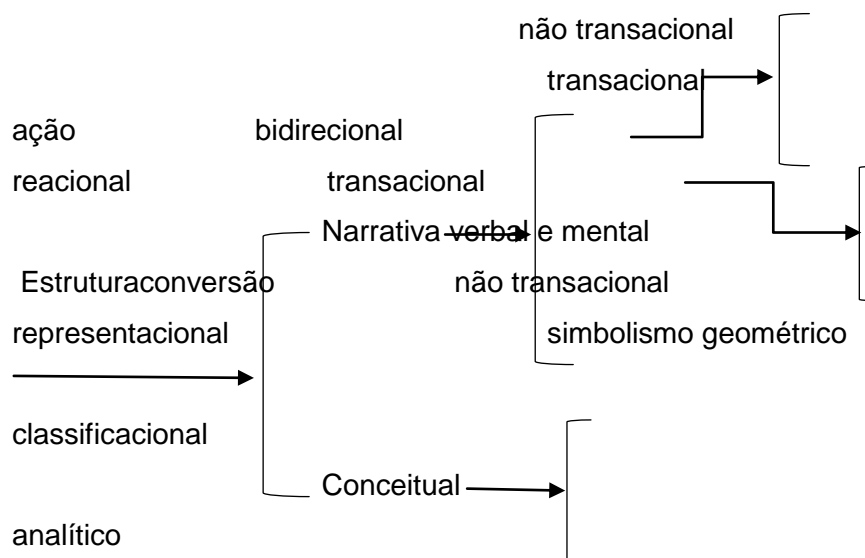 não transacional
transacional
ação bidirecional
reacional transacional
Narrativa verbal e mental
Estruturaconversão não transacional
representacional simbolismo geométrico
classificacional
Conceitual
analítico